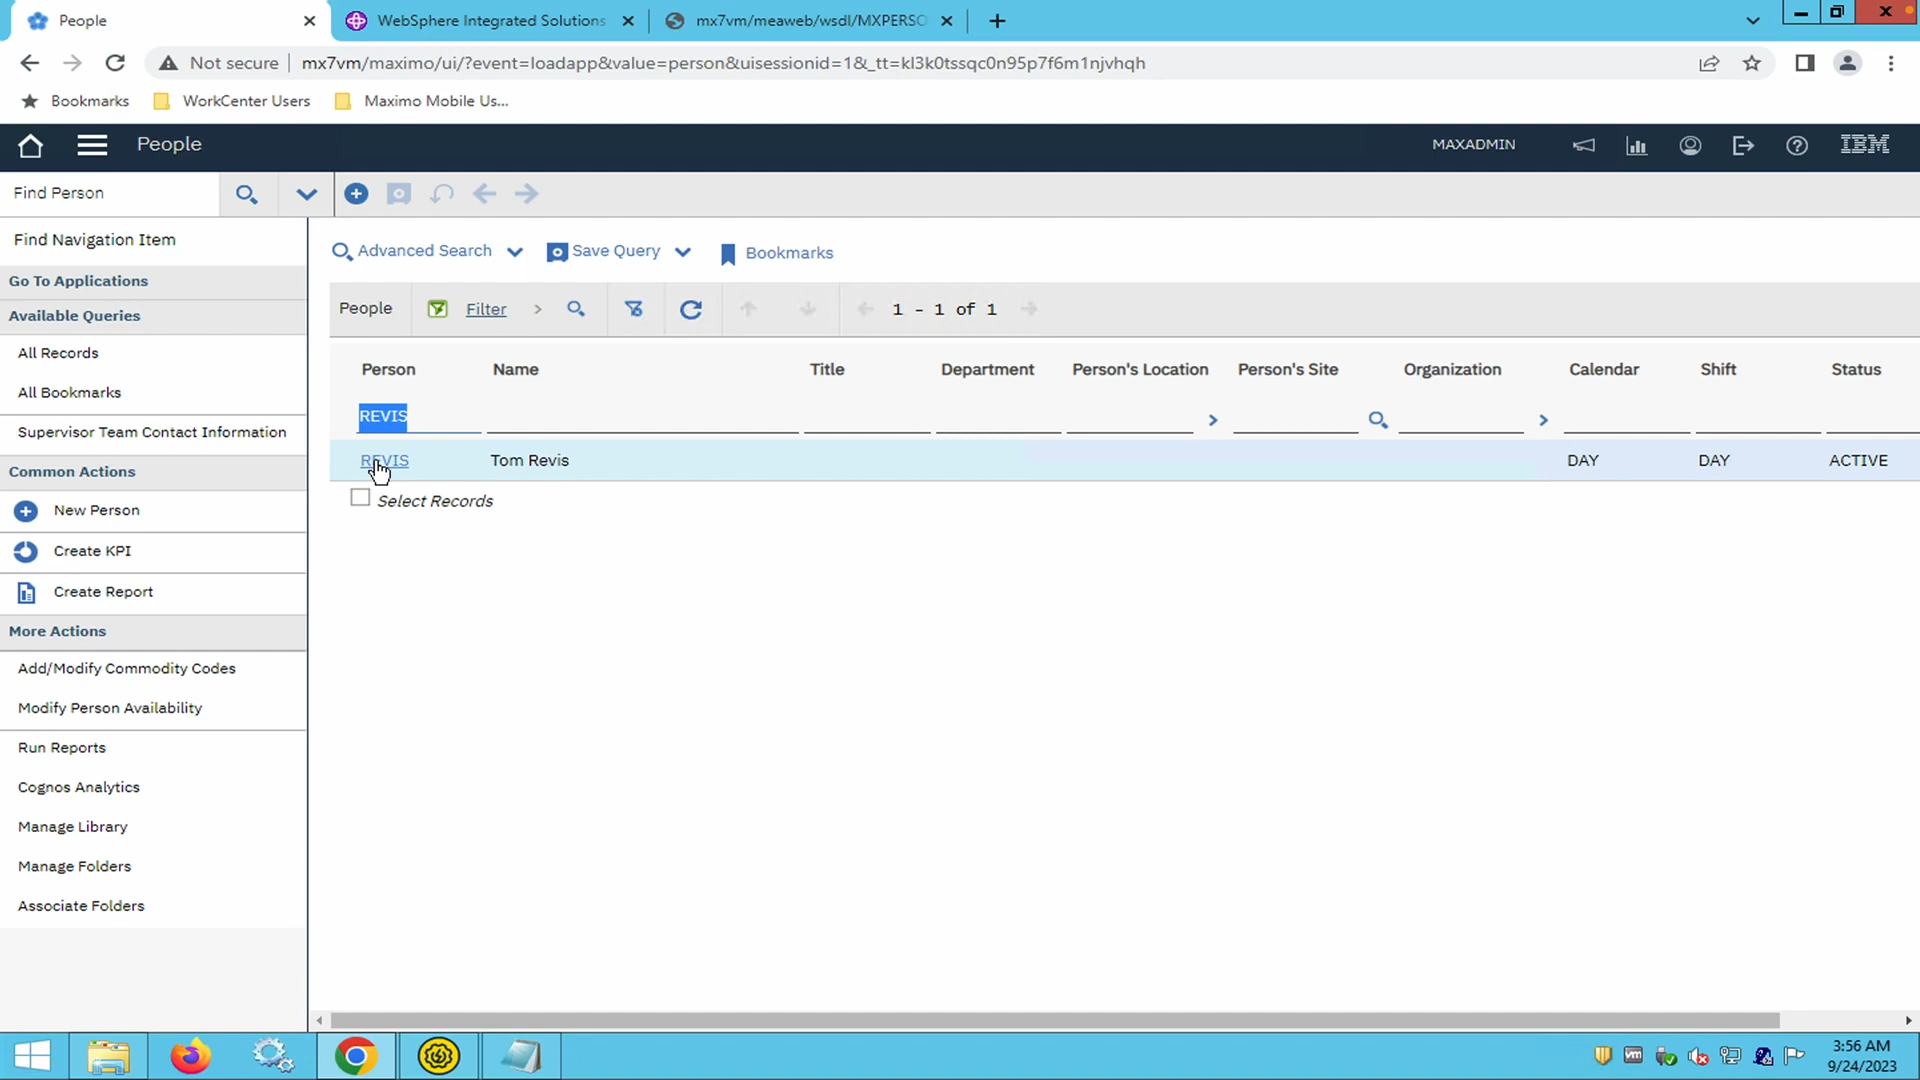 People
WebSphere Integrated Solutions
mx7vm/meaweb/wsdl/MXPERSO
Not secure
mx7vm/maximo/ui/?event=loadapp&value=person&uisessionid=1&_tt=kl3k0tssqc0n95p7f6m1njvhqh
Bookmarks
WorkCenter Users
Maximo Mobile Us...
People
MAXADMIN
IBM
Find Person
Find Navigation Item
Go To Applications
Available Queries
All Records
All Bookmarks
Supervisor Team Contact Information
Common Actions
New Person
Create KPI
Create Report
More Actions
Add/Modify Commodity Codes
Modify Person Availability
Run Reports
Cognos Analytics
Manage Library
Manage Folders
Associate Folders
Advanced Search
Save Query
Bookmarks
People
Filter
1 - 1 of 1
Person Name Title Department Person's Location Person's Site Organization Calendar Shift Status
REVIS
REVIS Tom Revis DAY DAY ACTIVE
Select Records
3:56 AM
9/24/2023